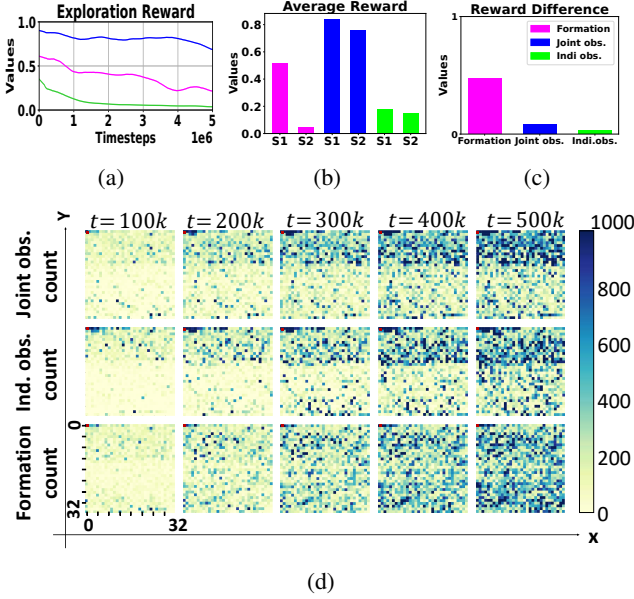 Exploration Reward
Values
1.0
0.5
0.0
0 1 2 3 4 5
Timesteps
1e6
(a)
Average Reward
Values
0.8
0.6
0.4
0.2
0.0
S1 S2 S1 S2 S1 S2
(b)
Reward Difference
Values
1
0
Formation
Joint obs.
Indi obs.
Formation Joint obs. Indi.obs.
(c)
Y
t=100k t=200k t=300k t=400k t=500k
Joint obs.
count
Ind. obs.
count
Formation
count
0
32
0 32
X
1000
800
600
400
200
0
(d)